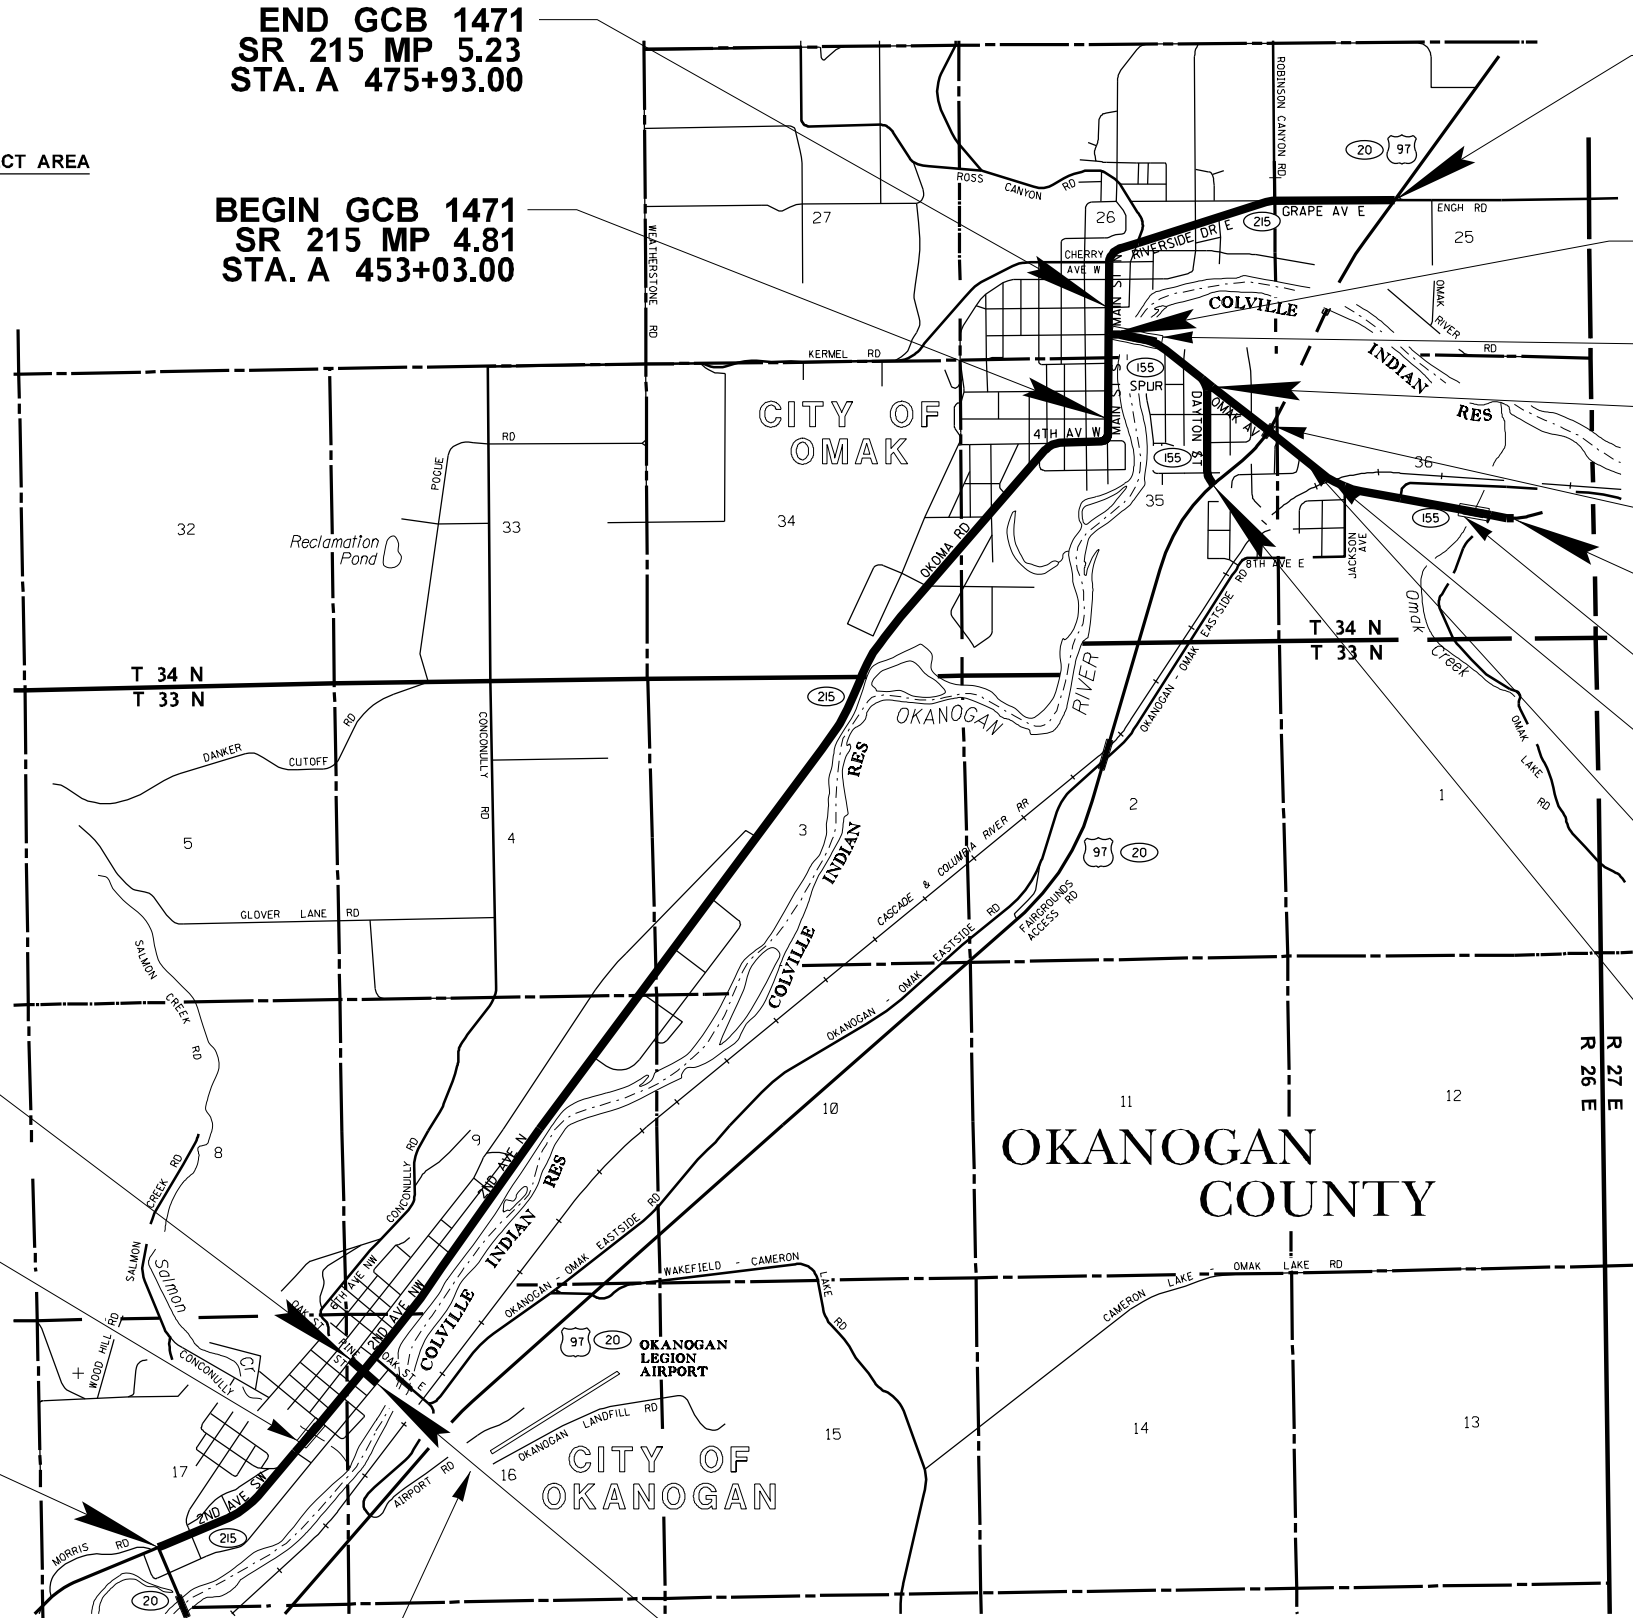 END GCB 1471
SR 215 MP 5.23
STA. A 475+93.00
CT AREA
BEGIN GCB 1471
SR 215 MP 4.81
STA. A 453+03.00
ROBINSON CANYON RD
20
97
ROSS CANYON RD
27
26
GRAPE AV E
ENGH RD
215
25
RIVERSIDE DR E
CHERRY
AVE W
WEATHERSTONE RD
MAIN ST
COLVILLE
INDIAN
RES
OMAK
RIVER
RD
KERMEL RD
155
SPUR
CITY OF
OMAK
MAIN ST
4TH AV W
DAYTON ST
OMAK AV
155
36
155
RD
POGUE
32
Reclamation
Pond
33
34
35
OKOMA RD
8TH AVE E
JACKSON
AVE
OKANOGAN - OMAK EASTSIDE RD
Omak
Creek
T 34 N
T 33 N
T 34 N
T 33 N
215
OKANOGAN
RIVER
OMAK LAKE RD
DANKER CUTOFF RD
CONCONULLY RD
COLVILLE INDIAN RES
5
4
3
2
1
97
20
CASCADE & COLUMBIA RIVER RR
FAIRGROUNDS
ACCESS RD
GLOVER LANE RD
SALMON CREEK RD
OKANOGAN - OMAK EASTSIDE RD
R 26 E
R 27 E
8
9
10
11
12
OKANOGAN
COUNTY
CREEK RD
SALMON
CONCONULLY RD
2ND AVE N
COLVILLE INDIAN RES
Salmon
Cr
OKANOGAN - OMAK EASTSIDE RD
WAKEFIELD - CAMERON LAKE RD
CAMERON LAKE - OMAK LAKE RD
6TH AVE NW
2ND AVE NW
OAK ST
PINE
ST
OAK ST E
WOOD HILL RD
CONCONULLY
97
20
OKANOGAN
LEGION
AIRPORT
OKANOGAN LANDFILL RD
AIRPORT RD
CITY OF
OKANOGAN
17
16
15
14
13
2ND AVE SW
215
MORRIS RD
20